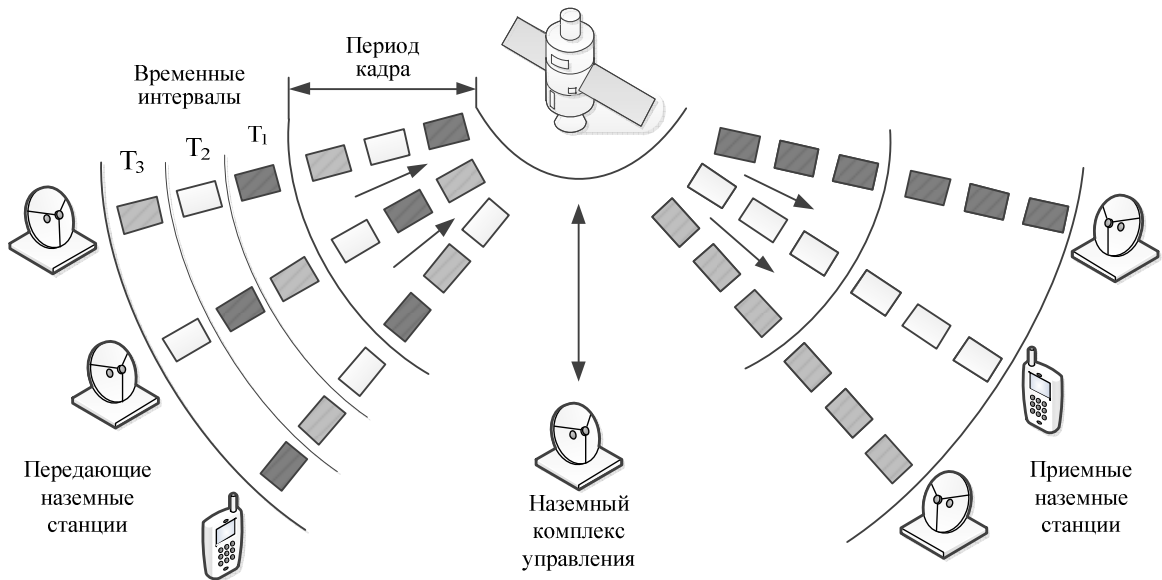 Период
кадра
Временные
интервалы
T1
T2
T3
Передающие
наземные
станции
Наземный
комплекс
управления
Приемные
наземные
станции